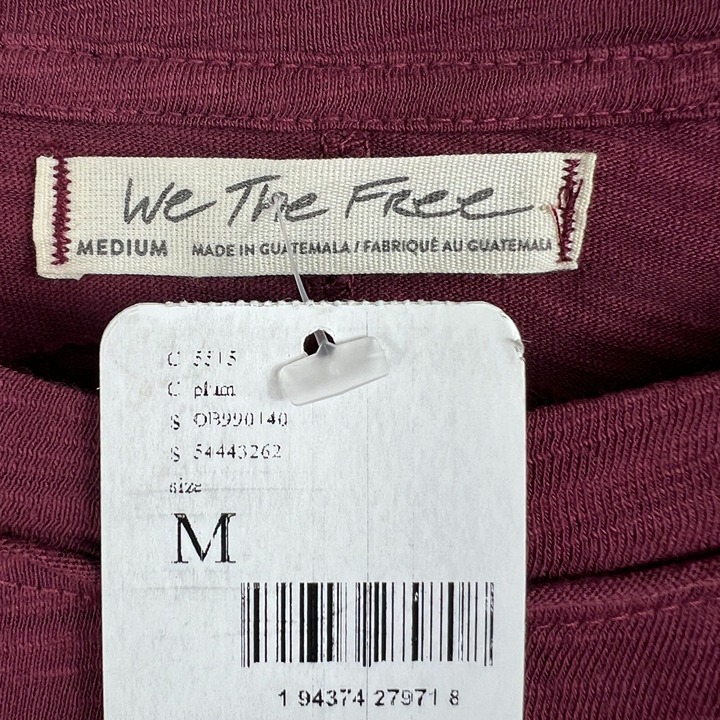 We The Free
MEDIUM MADE IN GUATEMALA / FABRIQUÉ AU GUATEMALA
C 5515
C plum
S OB990140
S 54443262
size
M
1 94374 27971 8